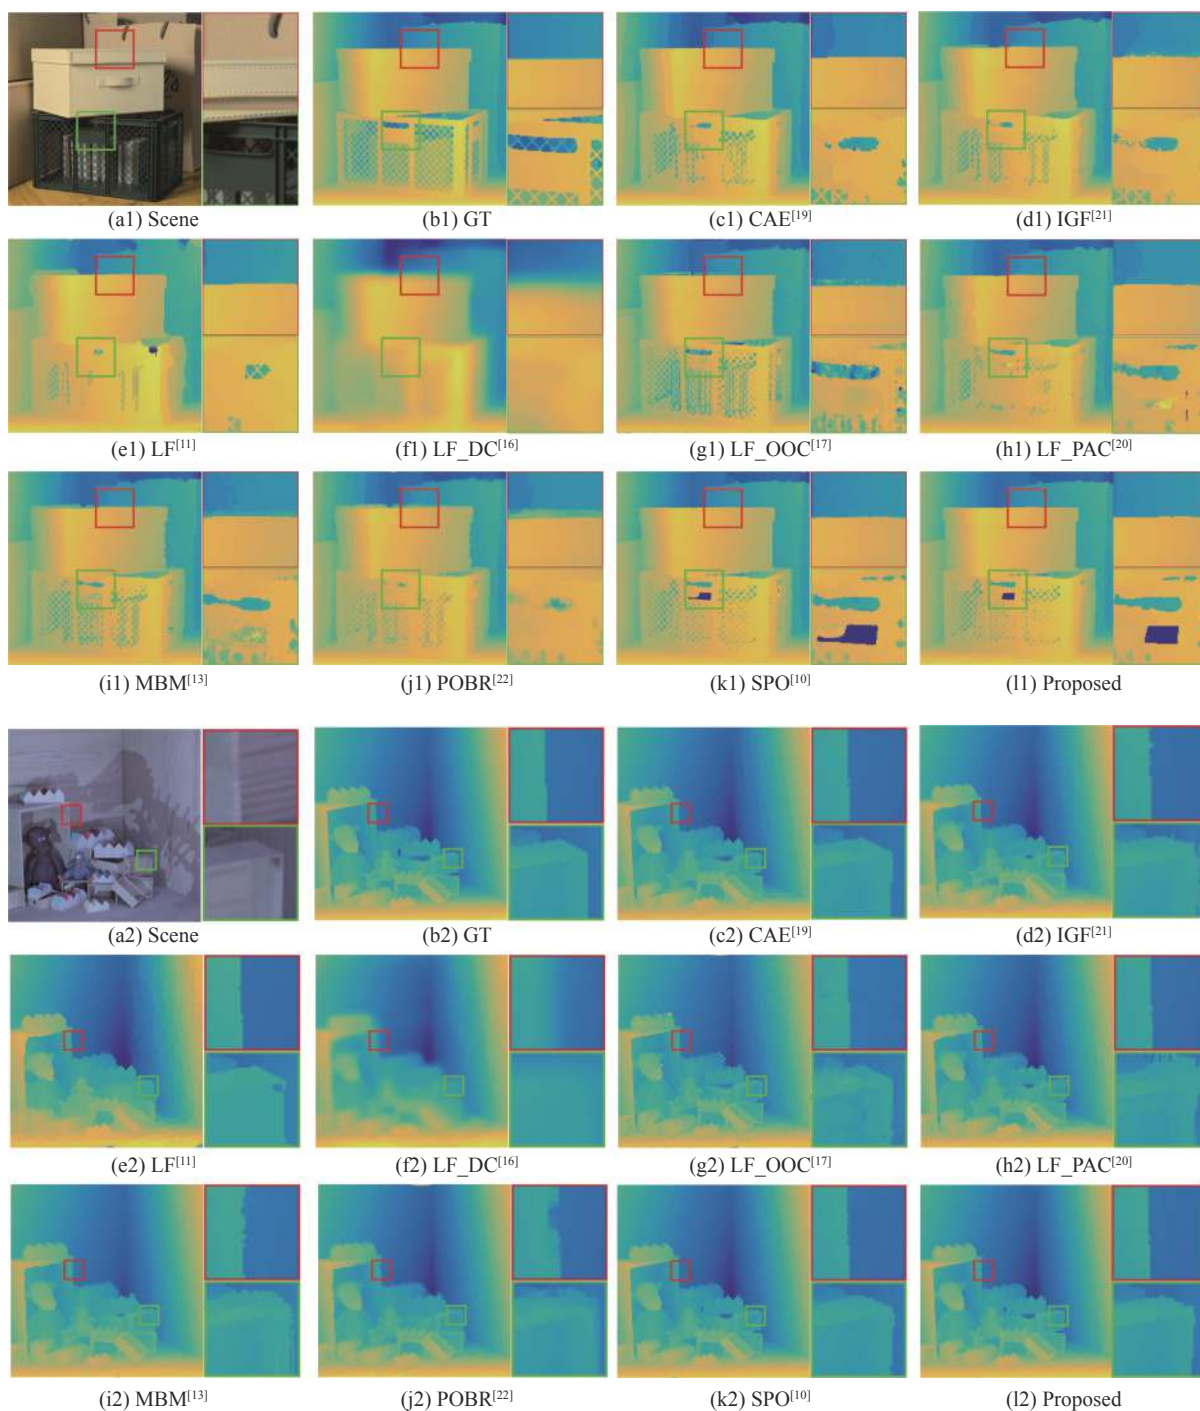 (a1) Scene
(b1) GT
(c1) CAE[19]
(d1) IGF[21]
(e1) LF[11]
(f1) LF_DC[16]
(g1) LF_OOC[17]
(h1) LF_PAC[20]
(i1) MBM[13]
(j1) POBR[22]
(k1) SPO[10]
(l1) Proposed
(a2) Scene
(b2) GT
(c2) CAE[19]
(d2) IGF[21]
(e2) LF[11]
(f2) LF_DC[16]
(g2) LF_OOC[17]
(h2) LF_PAC[20]
(i2) MBM[13]
(j2) POBR[22]
(k2) SPO[10]
(l2) Proposed